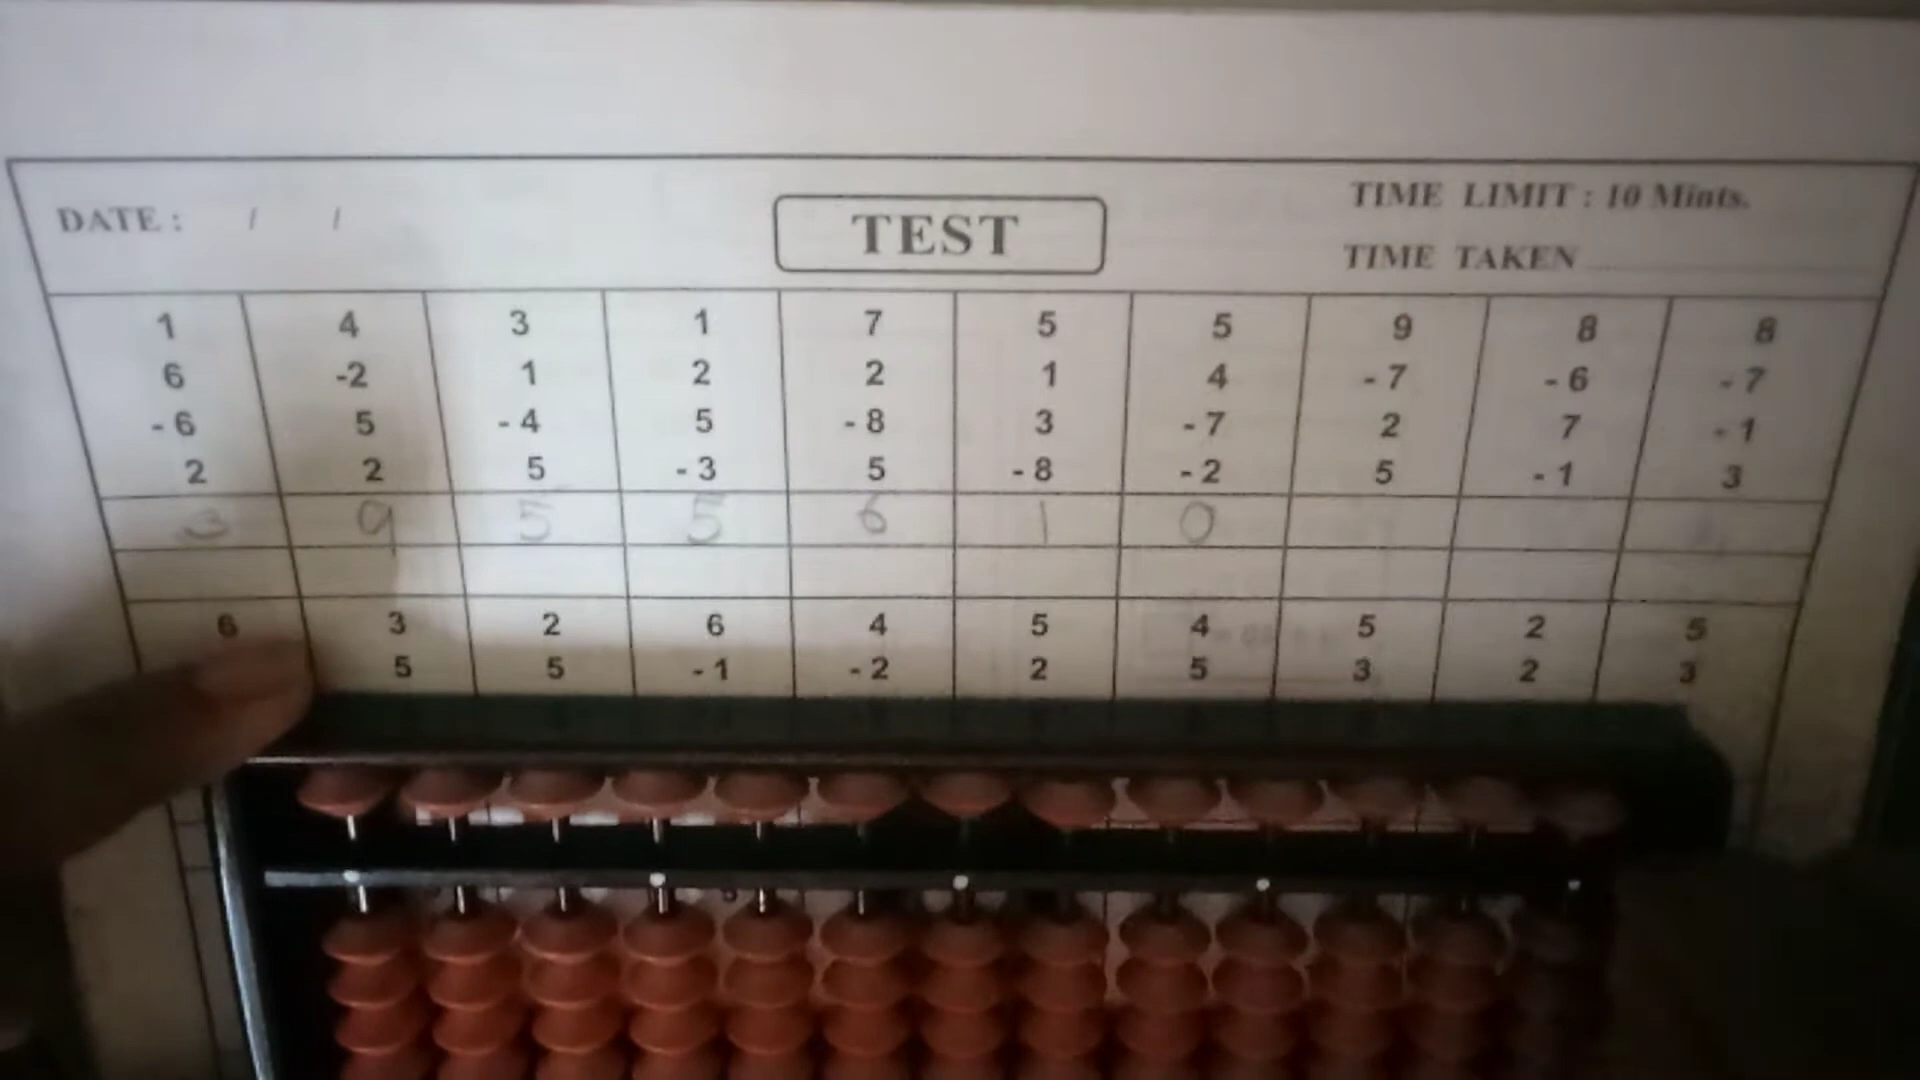 DATE : / / TEST TIME LIMIT : 10 Mints.
TIME TAKEN
1 4 3 1 7 5 5 9 8 8
6 -2 1 2 2 1 4 - 7 - 6 - 7
- 6 5 - 4 5 - 8 3 - 7 2 7 - 1
2 2 5 - 3 5 - 8 - 2 5 - 1 3
3 9 5 5 6 1 0
6 3 2 6 4 5 4 5 2 5
5 5 - 1 - 2 2 5 3 2 3